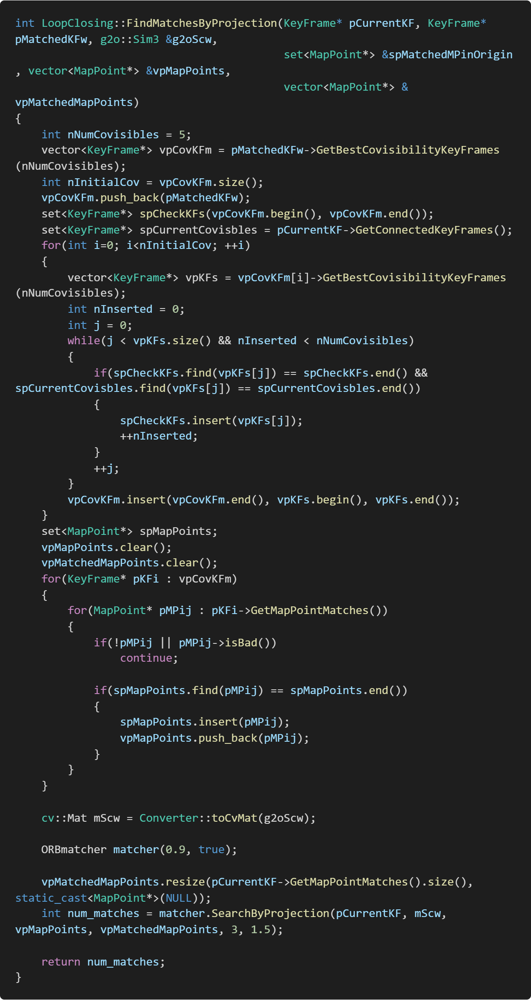 int LoopClosing::FindMatchesByProjection(KeyFrame* pCurrentKF, KeyFrame*
pMatchedKFw, g2o::Sim3 &g2oScw,
                                         set<MapPoint*> &spMatchedMPinOrigin
, vector<MapPoint*> &vpMapPoints,
                                         vector<MapPoint*> &
vpMatchedMapPoints)
{
    int nNumCovisibles = 5;
    vector<KeyFrame*> vpCovKFm = pMatchedKFw->GetBestCovisibilityKeyFrames
(nNumCovisibles);
    int nInitialCov = vpCovKFm.size();
    vpCovKFm.push_back(pMatchedKFw);
    set<KeyFrame*> spCheckKFs(vpCovKFm.begin(), vpCovKFm.end());
    set<KeyFrame*> spCurrentCovisbles = pCurrentKF->GetConnectedKeyFrames();
    for(int i=0; i<nInitialCov; ++i)
    {
        vector<KeyFrame*> vpKFs = vpCovKFm[i]->GetBestCovisibilityKeyFrames
(nNumCovisibles);
        int nInserted = 0;
        int j = 0;
        while(j < vpKFs.size() && nInserted < nNumCovisibles)
        {
            if(spCheckKFs.find(vpKFs[j]) == spCheckKFs.end() &&
spCurrentCovisbles.find(vpKFs[j]) == spCurrentCovisbles.end())
            {
                spCheckKFs.insert(vpKFs[j]);
                ++nInserted;
            }
            ++j;
        }
        vpCovKFm.insert(vpCovKFm.end(), vpKFs.begin(), vpKFs.end());
    }
    set<MapPoint*> spMapPoints;
    vpMapPoints.clear();
    vpMatchedMapPoints.clear();
    for(KeyFrame* pKFi : vpCovKFm)
    {
        for(MapPoint* pMPij : pKFi->GetMapPointMatches())
        {
            if(!pMPij || pMPij->isBad())
                continue;

            if(spMapPoints.find(pMPij) == spMapPoints.end())
            {
                spMapPoints.insert(pMPij);
                vpMapPoints.push_back(pMPij);
            }
        }
    }

    cv::Mat mScw = Converter::toCvMat(g2oScw);

    ORBmatcher matcher(0.9, true);

    vpMatchedMapPoints.resize(pCurrentKF->GetMapPointMatches().size(),
static_cast<MapPoint*>(NULL));
    int num_matches = matcher.SearchByProjection(pCurrentKF, mScw,
vpMapPoints, vpMatchedMapPoints, 3, 1.5);

    return num_matches;
}